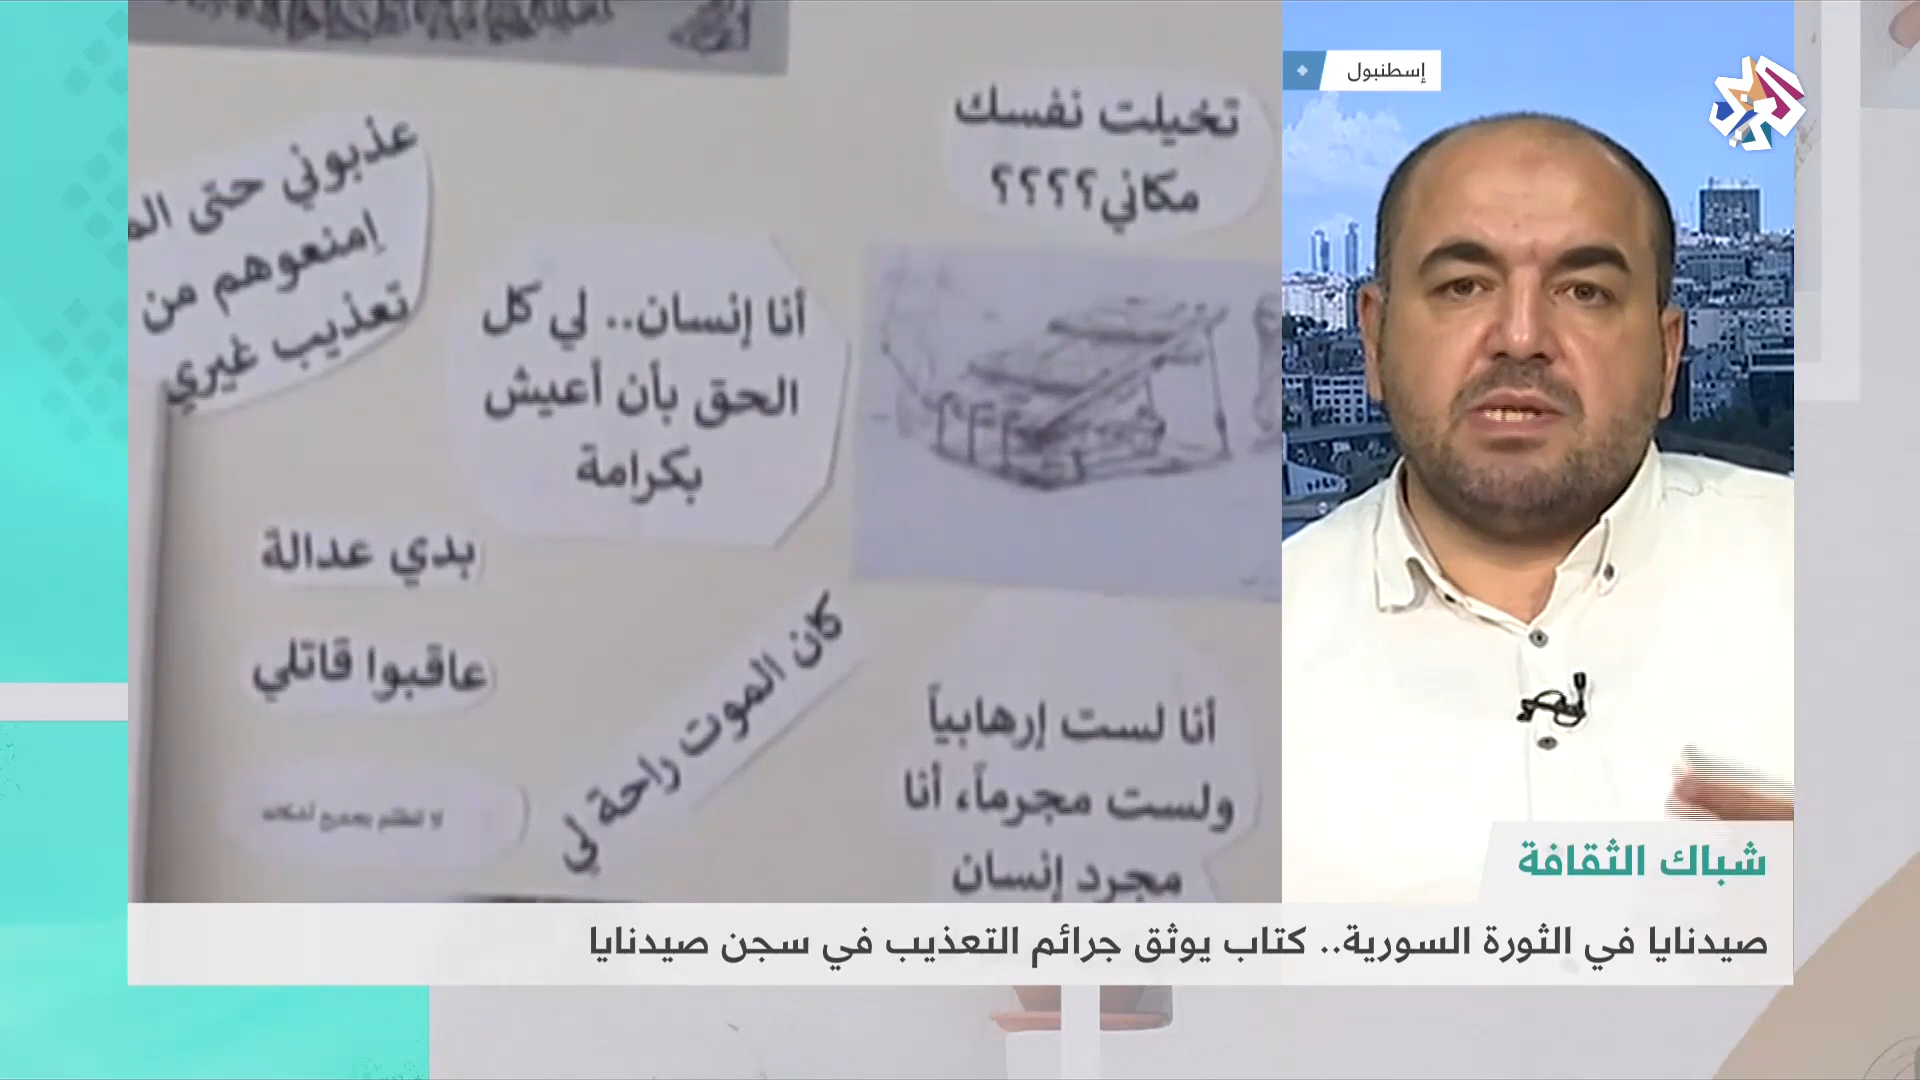 إسطنبول
تخيلت نفسك
مكاني؟؟؟؟
عذبوني حتى
إمنعوهم من
تعذيب غيري
أنا إنسان.. لي كل
الحق بأن أعيش
بكرامة
بدي عدالة
عاقبوا قاتلي
كان الموت راحة لي
أنا لست إرهابياً
ولست مجرماً، أنا
مجرد إنسان
شباك الثقافة
صيدنايا في الثورة السورية.. كتاب يوثق جرائم التعذيب في سجن صيدنايا